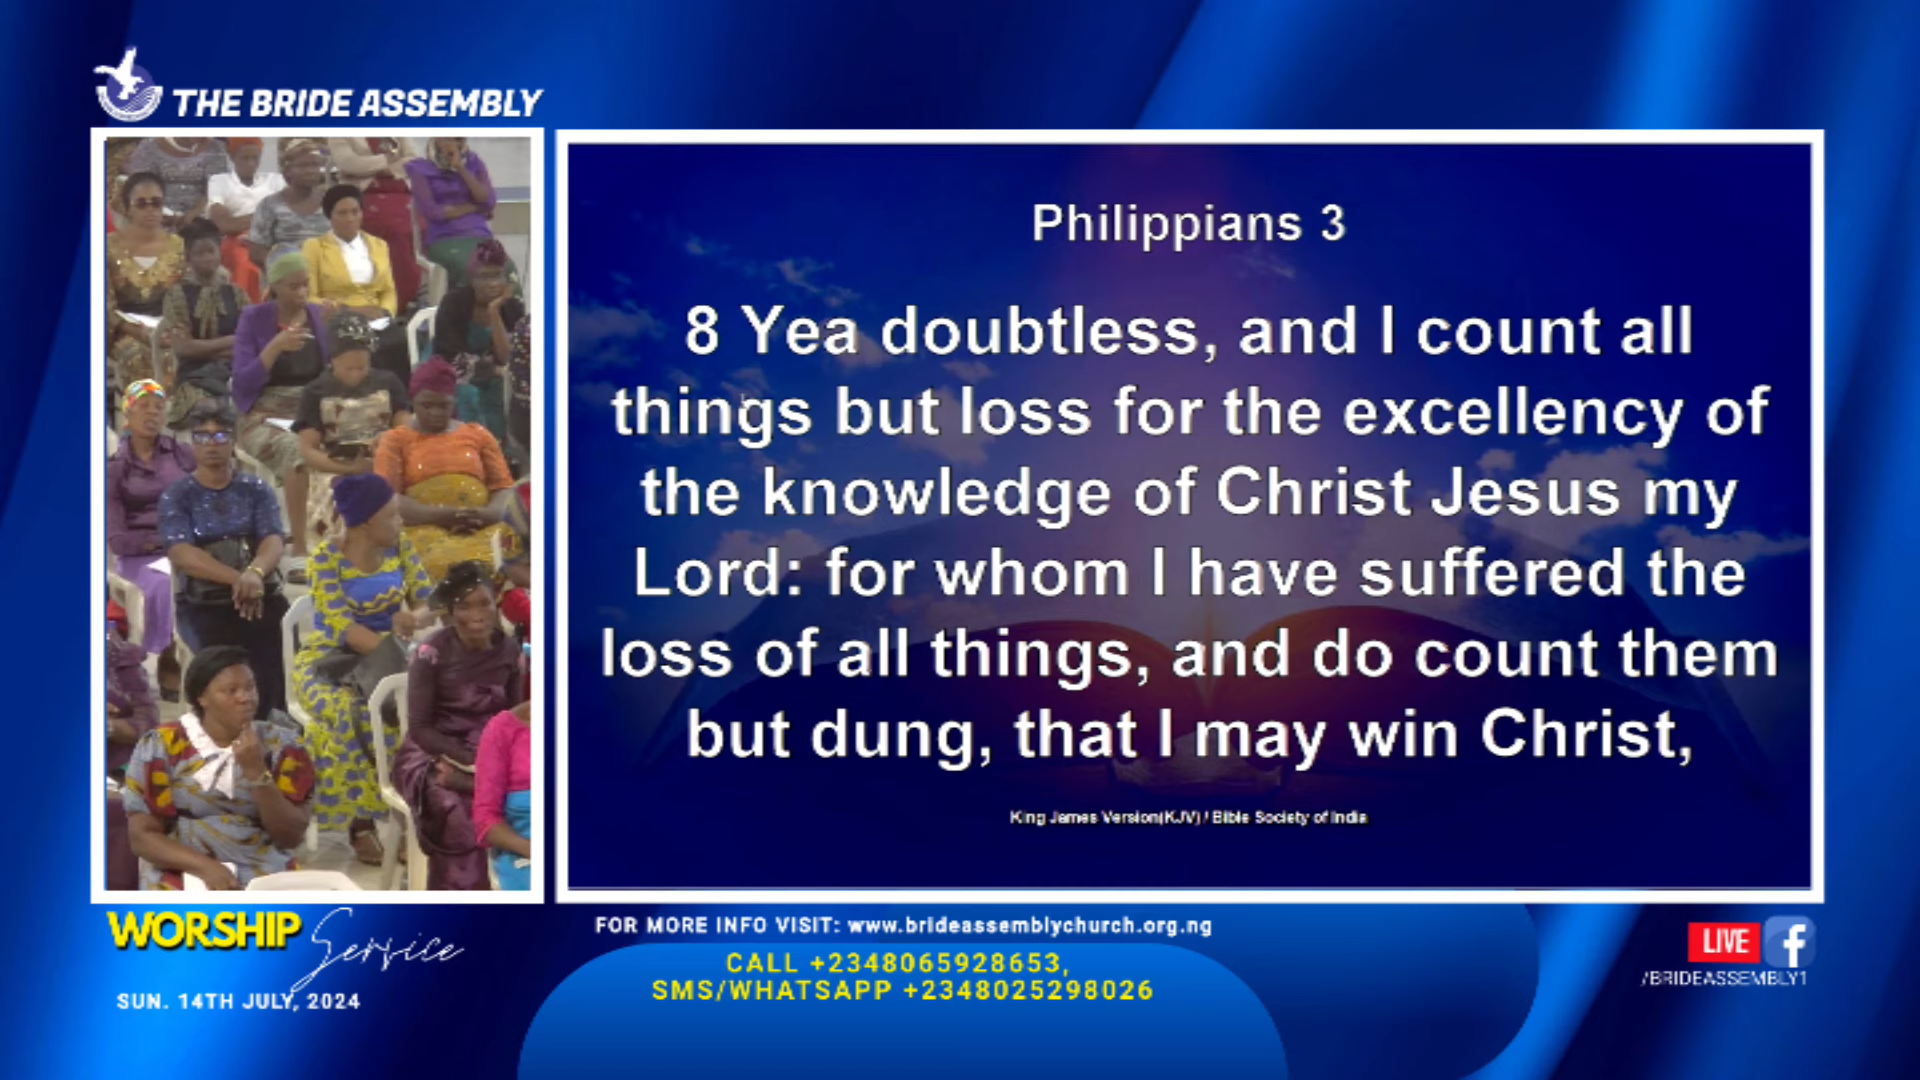 THE BRIDE ASSEMBLY
Philippians 3
8 Yea doubtless, and I count all
things but loss for the excellency of
the knowledge of Christ Jesus my
Lord: for whom I have suffered the
loss of all things, and do count them
but dung, that I may win Christ,
King James Version(KJV) / Bible Society of India
WORSHIP
Service
SUN. 14TH JULY, 2024
FOR MORE INFO VISIT: www.brideassemblychurch.org.ng
CALL +2348065928653,
SMS/WHATSAPP +2348025298026
LIVE
/BRIDEASSEMBLY1